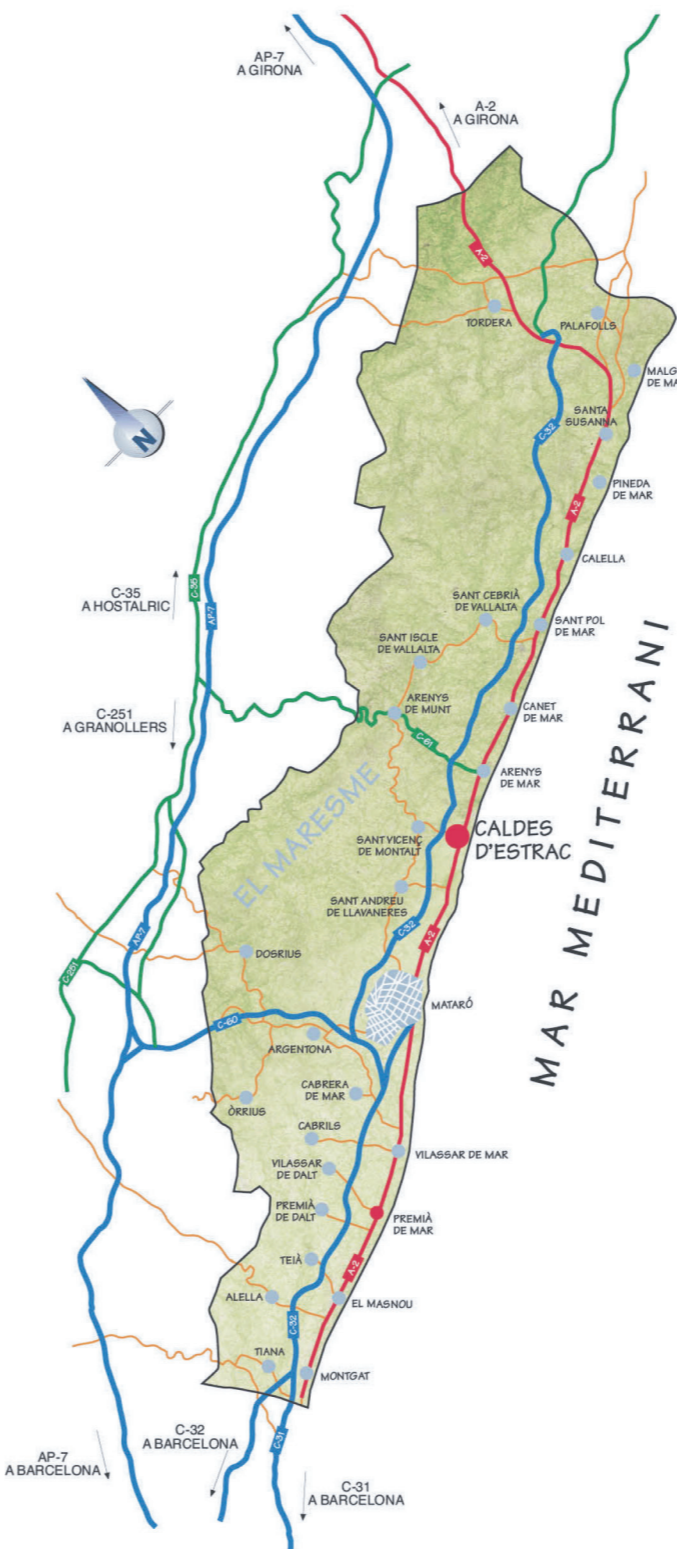 AP-7
A GIRONA
A-2
A GIRONA
A-2
TORDERA
PALAFOLLS
DE MA
SANTA
SUSANNA
C-32
PINEDA
DE MAR
A-2
CALELLA
C-35
A HOSTALRIC
C-35
AP-7
SANT CEBRIÀ
DE VALLALTA
SANT POL
DE MAR
SANT ISCLE
DE VALLALTA
C-251
A GRANOLLERS
ARENYS
DE MUNT
CANET
DE MAR
C-61
ARENYS
DE MAR
EL MARESME
MAR MEDITERRANI
SANT VICENÇ
DE MONTALT
CALDES
D'ESTRAC
SANT ANDREU
DE LLAVANERES
C-32
A-2
AP-7
DOSRIUS
C-251
MATARÓ
C-60
ARGENTONA
CABRERA
DE MAR
ÒRRIUS
CABRILS
VILASSAR DE MAR
VILASSAR
DE DALT
PREMIÀ
DE DALT
PREMIÀ
DE MAR
TEIÀ
A-2
ALELLA
EL MASNOU
C-32
TIANA
MONTGAT
C-31
AP-7
A BARCELONA
C-32
A BARCELONA
C-31
A BARCELONA
N